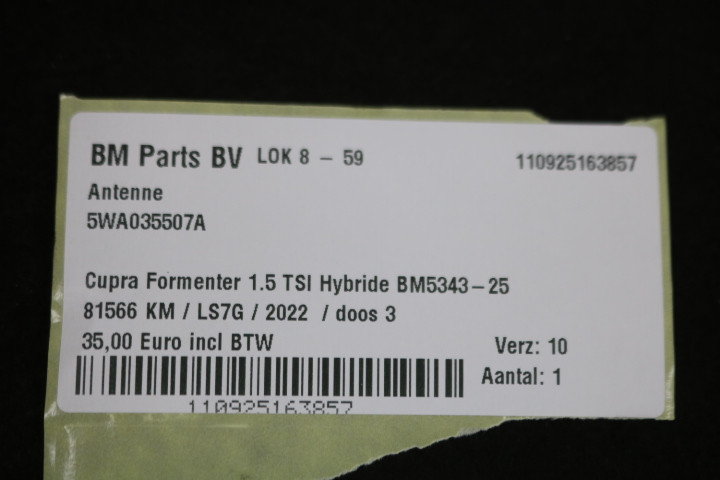 BM Parts BV LOK 8 - 59 110925163857
Antenne
5WA035507A
Cupra Formenter 1.5 TSI Hybride BM5343-25
81566 KM / LS7G / 2022 / doos 3
35,00 Euro incl BTW Verz: 10
Aantal: 1
110925163857